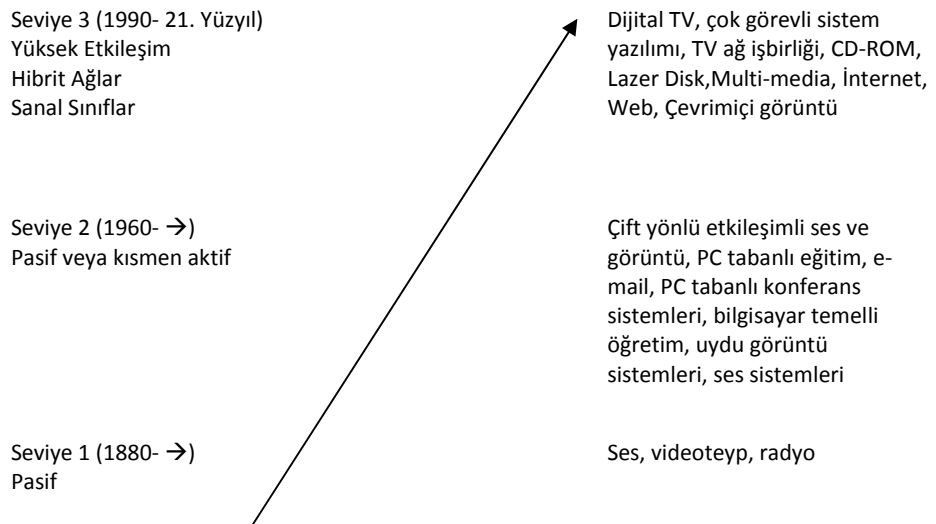 Seviye 3 (1990- 21. Yüzyıl)
Yüksek Etkileşim
Hibrit Ağlar
Sanal Sınıflar
Dijital TV, çok görevli sistem
yazılımı, TV ağ işbirliği, CD-ROM,
Lazer Disk,Multi-media, İnternet,
Web, Çevrimiçi görüntü
Seviye 2 (1960- →)
Pasif veya kısmen aktif
Çift yönlü etkileşimli ses ve
görüntü, PC tabanlı eğitim, e-
mail, PC tabanlı konferans
sistemleri, bilgisayar temelli
öğretim, uydu görüntü
sistemleri, ses sistemleri
Seviye 1 (1880- →)
Pasif
Ses, videoteyp, radyo